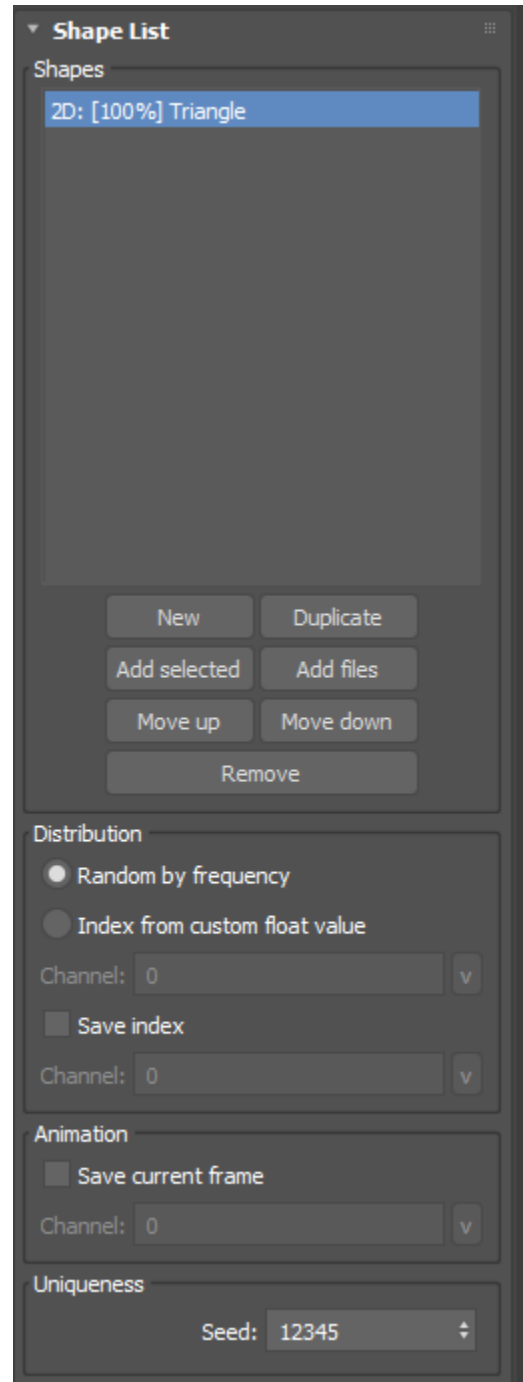 Shape List
Shapes
2D: [100%] Triangle
New Duplicate
Add selected Add files
Move up Move down
Remove
Distribution
Random by frequency
Index from custom float value
Channel: 0 v
Save index
Channel: 0 v
Animation
Save current frame
Channel: 0 v
Uniqueness
Seed: 12345